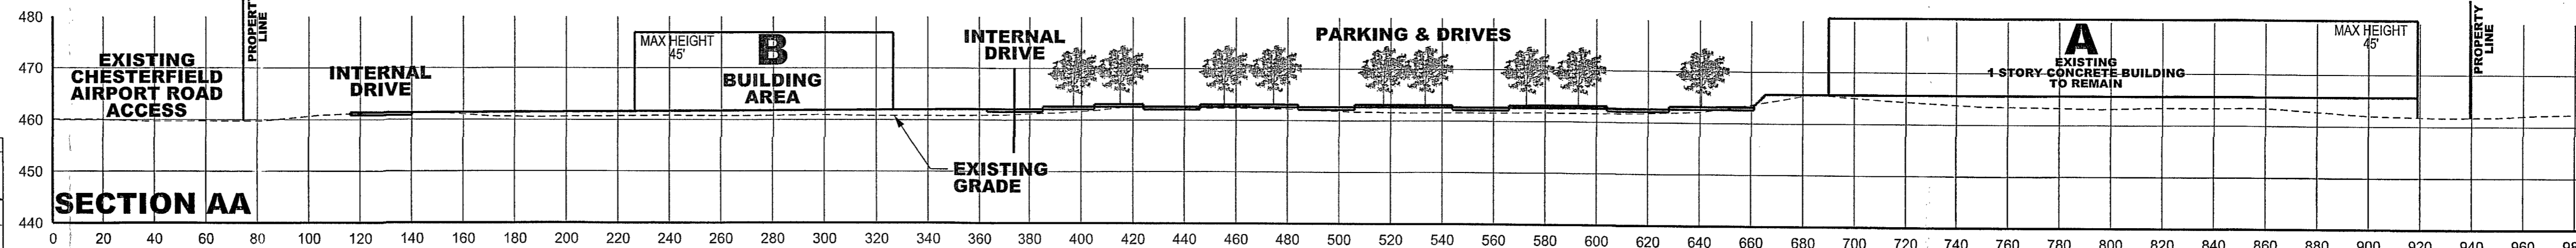 480
470
460
450
440
PROPERTY
LINE
EXISTING
CHESTERFIELD
AIRPORT ROAD
ACCESS
INTERNAL
DRIVE
MAX HEIGHT
45'
B
BUILDING
AREA
INTERNAL
DRIVE
PARKING & DRIVES
EXISTING
GRADE
A
EXISTING
1 STORY CONCRETE BUILDING
TO REMAIN
MAX HEIGHT
45'
PROPERTY
LINE
SECTION AA
0 20 40 60 80 100 120 140 160 180 200 220 240 260 280 300 320 340 360 380 400 420 440 460 480 500 520 540 560 580 600 620 640 660 680 700 720 740 760 780 800 820 840 860 880 900 920 940 960